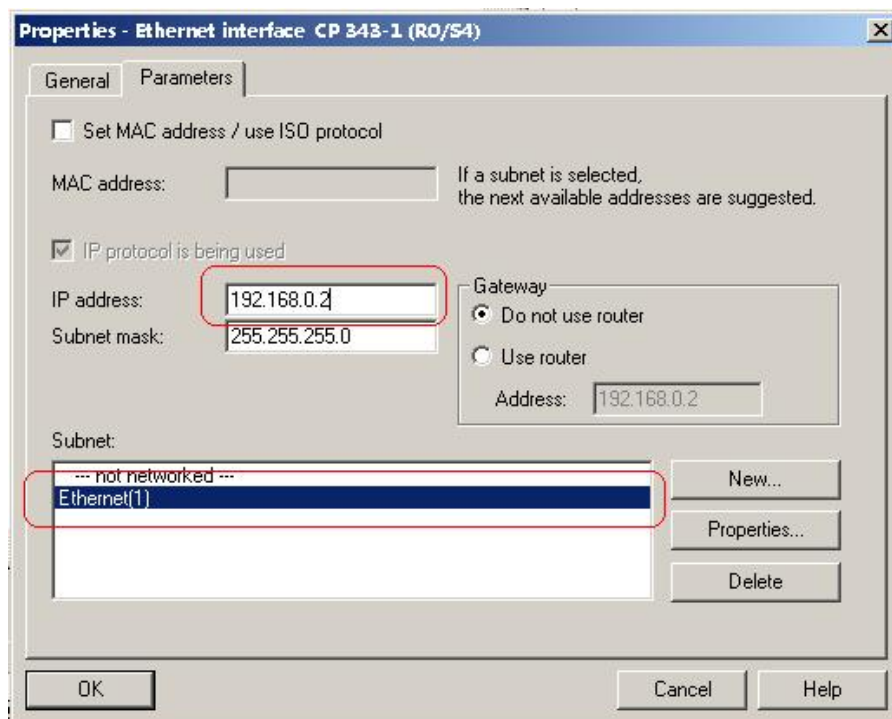 Properties - Ethernet interface CP 343-1 (R0/S4)
General Parameters
Set MAC address / use ISO protocol
MAC address:
If a subnet is selected,
the next available addresses are suggested.
IP protocol is being used
IP address: 192.168.0.2
Subnet mask: 255.255.255.0
Gateway
Do not use router
Use router
Address: 192.168.0.2
Subnet:
--- not networked ---
Ethernet(1)
New...
Properties...
Delete
OK Cancel Help